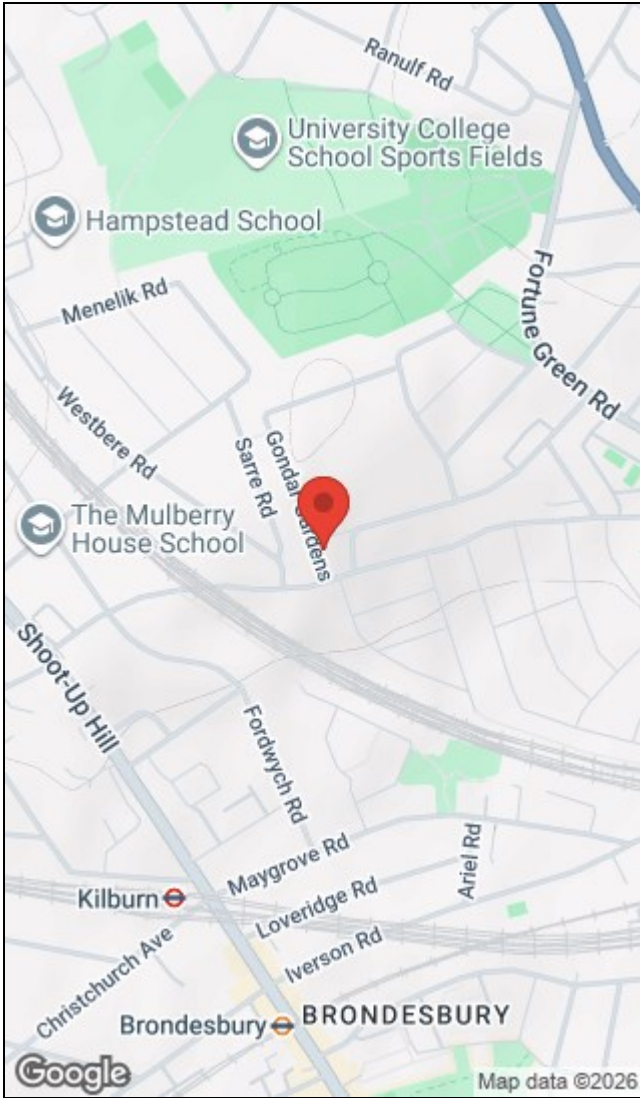 Ranulf Rd
University College
School Sports Fields
Hampstead School
Menelik Rd
Fortune Green Rd
Westbere Rd
Sarre Rd
Gondar Gardens
The Mulberry
House School
Shoot-Up Hill
Fordwych Rd
Maygrove Rd
Ariel Rd
Kilburn
Loveridge Rd
Christchurch Ave
Iverson Rd
Brondesbury
BRONDESBURY
Google
Map data ©2026